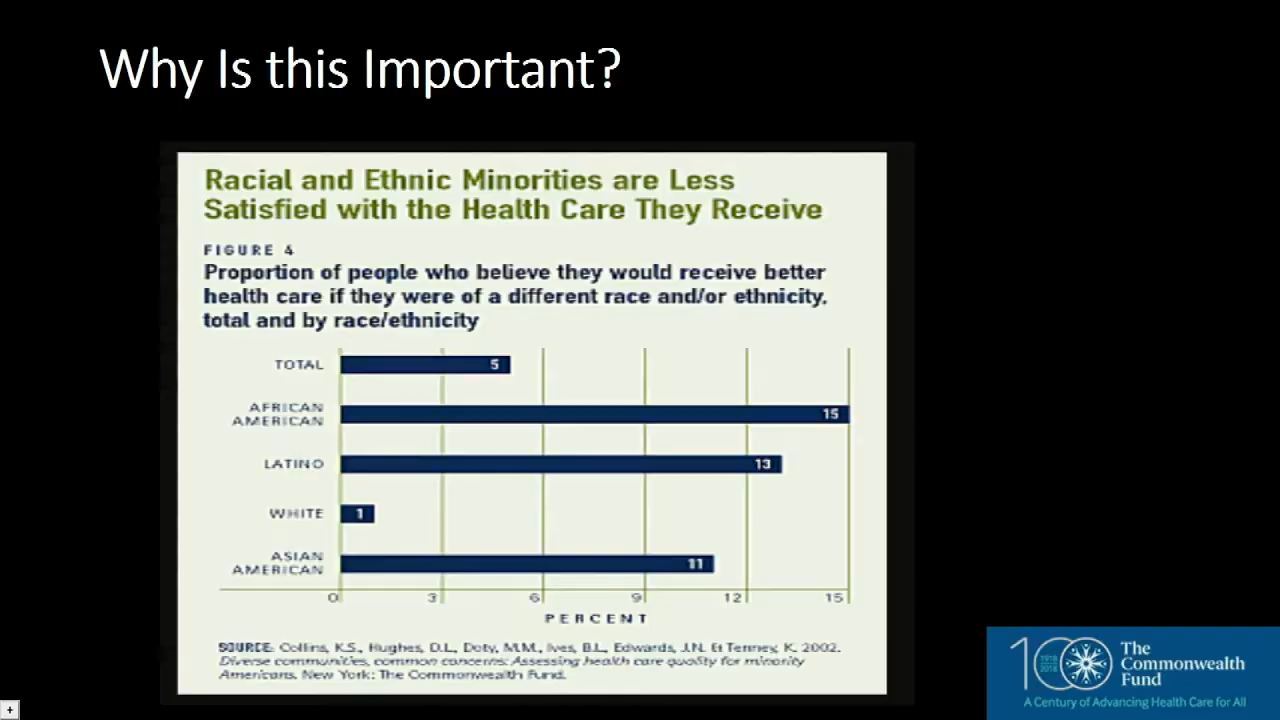 Why Is this Important?
Racial and Ethnic Minorities are Less
Satisfied with the Health Care They Receive
FIGURE 4
Proportion of people who believe they would receive better
health care if they were of a different race and/or ethnicity,
total and by race/ethnicity
TOTAL 5
AFRICAN
AMERICAN 15
LATINO 13
WHITE 1
ASIAN
AMERICAN 11
0 3 6 9 12 15
PERCENT
SOURCE: Collins, K.S., Hughes, D.L., Doty, M.M., Ives, B.L., Edwards, J.N. & Tenney, K. 2002.
Diverse communities, common concerns: Assessing health care quality for minority
Americans. New York: The Commonwealth Fund.
100
1918
2018
The
Commonwealth
Fund
A Century of Advancing Health Care for All
+